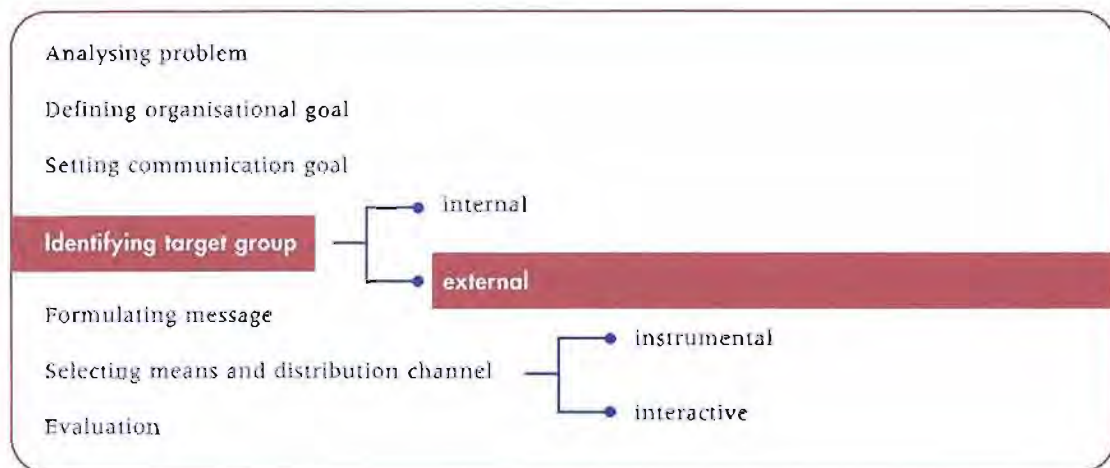 Analysing problem
Defining organisational goal
Setting communication goal
internal
Identifying target group
external
Formulating message
instrumental
Selecting means and distribution channel
interactive
Evaluation